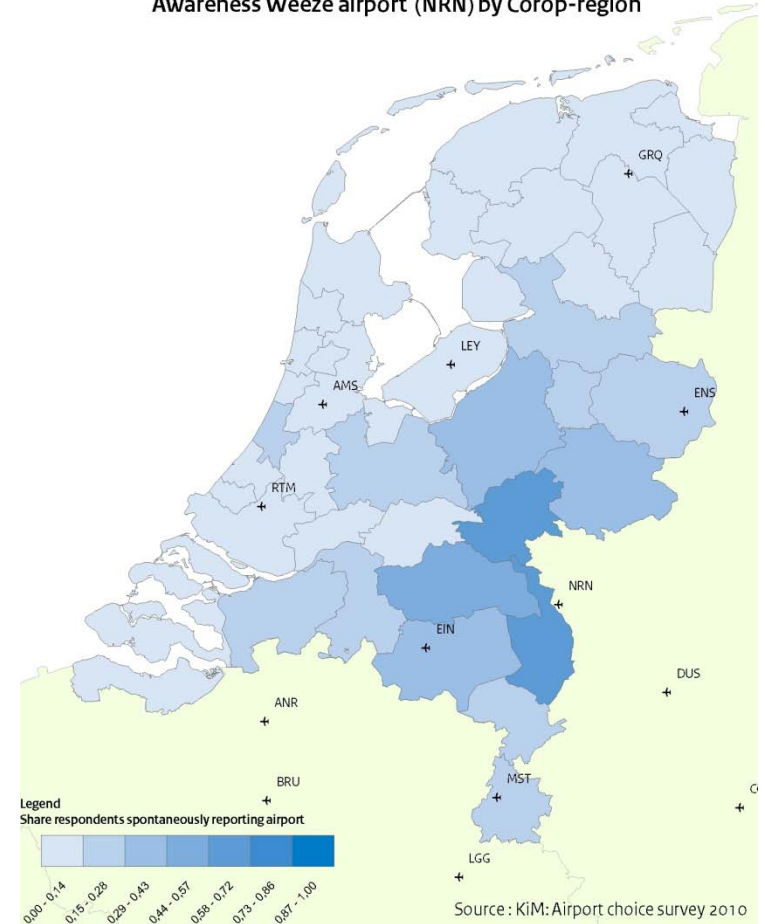 Awareness Weeze airport (NRN) by Corop-region
GRQ
LEY
AMS
ENS
RTM
NRN
EIN
DUS
ANR
MST
BRU
Legend
Share respondents spontaneously reporting airport
0,00 - 0,14
0,15 - 0,28
0,29 - 0,43
0,44 - 0,57
0,58 - 0,72
0,73 - 0,86
0,87 - 1,00
LGG
Source : KiM: Airport choice survey 2010